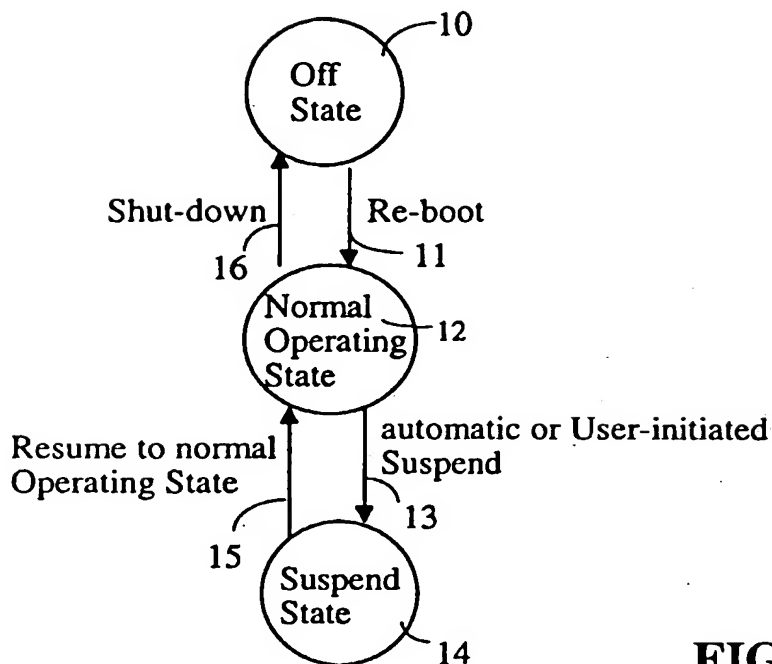 10
Off
State
Shut-down
Re-boot
16
11
Normal
Operating
State
12
Resume to normal
Operating State
automatic or User-initiated
Suspend
15
13
Suspend
State
14
FIG